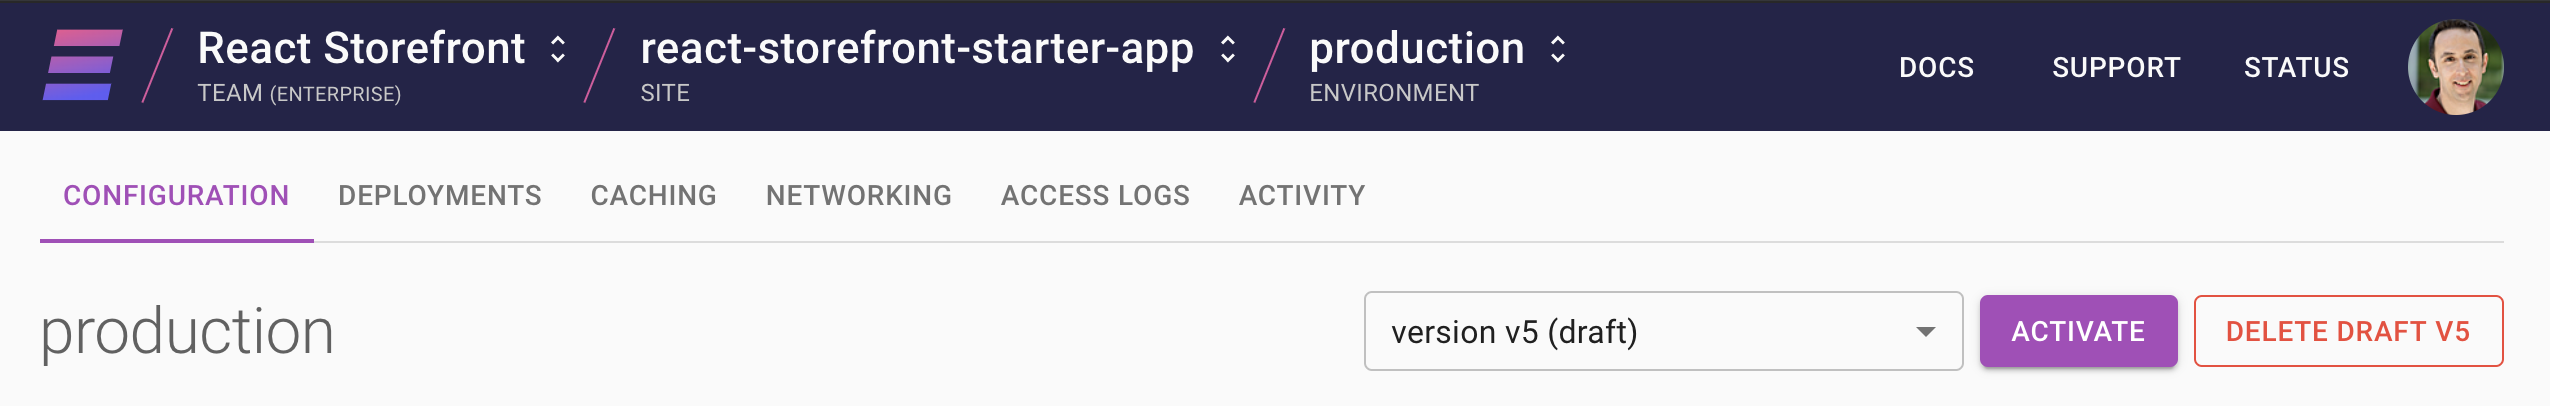 React Storefront
TEAM (ENTERPRISE)
react-storefront-starter-app
SITE
production
ENVIRONMENT
DOCS SUPPORT STATUS
CONFIGURATION DEPLOYMENTS CACHING NETWORKING ACCESS LOGS ACTIVITY
production
version v5 (draft)
ACTIVATE
DELETE DRAFT V5